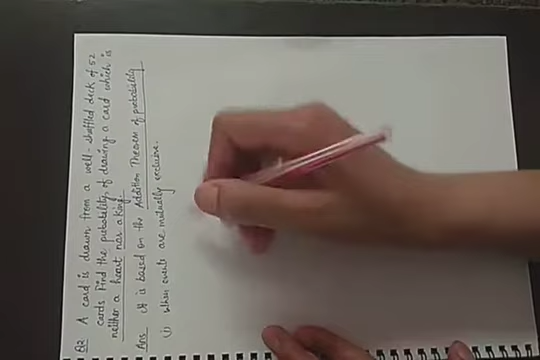 Q2 A card is drawn from a well-shuffled deck of 52
cards. Find the probability of drawing a card which is
neither a heart nor a king.
Ans It is based on the Addition Theorem of probability
(i) When events are mutually exclusive.